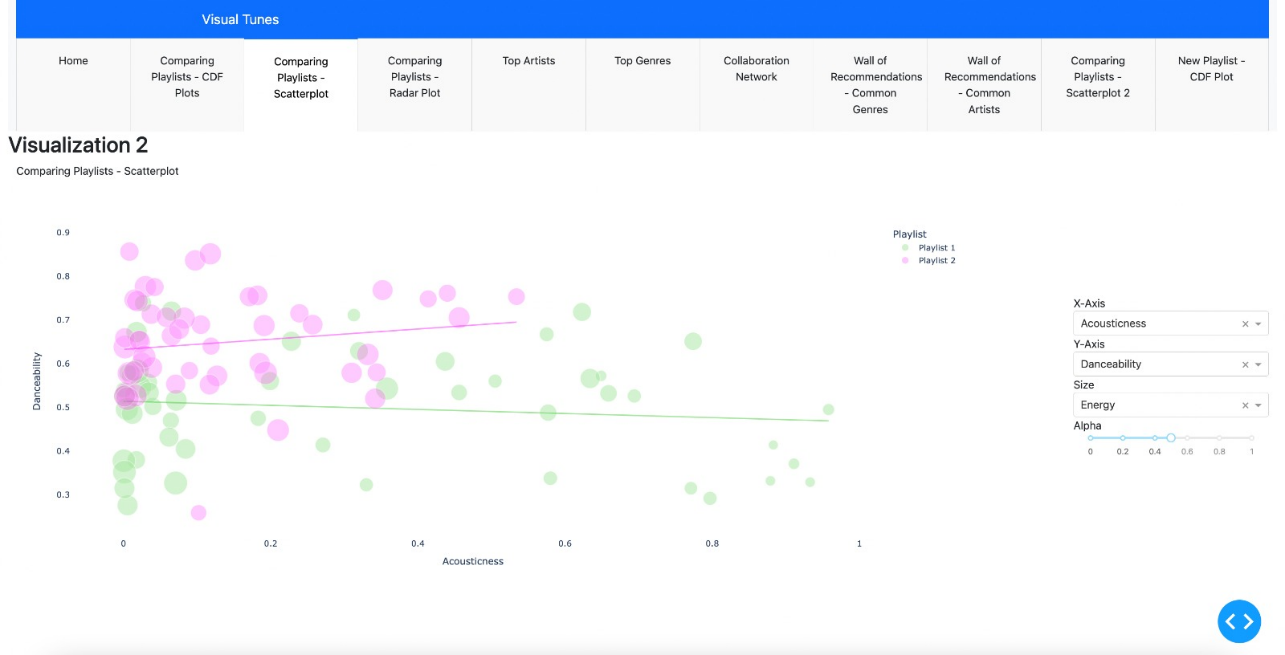 Visual Tunes
Home
Comparing
Playlists - CDF
Plots
Comparing
Playlists -
Scatterplot
Comparing
Playlists -
Radar Plot
Top Artists
Top Genres
Collaboration
Network
Wall of
Recommendations
- Common
Genres
Wall of
Recommendations
- Common
Artists
Comparing
Playlists -
Scatterplot 2
New Playlist -
CDF Plot
Visualization 2
Comparing Playlists - Scatterplot
0.9
0.8
0.7
0.6
0.5
0.4
0.3
Danceability
0 0.2 0.4 0.6 0.8 1
Acousticness
Playlist
Playlist 1
Playlist 2
X-Axis
Acousticness
Y-Axis
Danceability
Size
Energy
Alpha
0 0.2 0.4 0.6 0.8 1